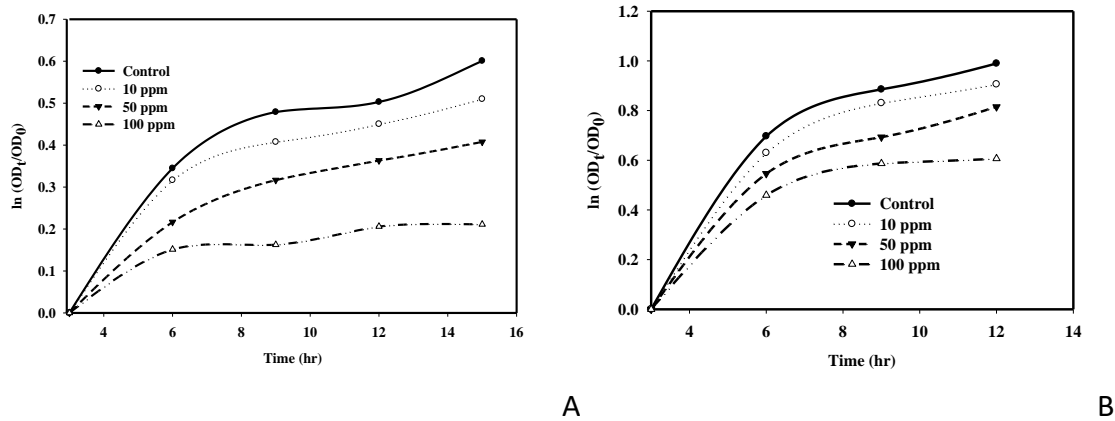 0.7
0.6
0.5
0.4
0.3
0.2
0.1
0.0
ln (ODt/OD0)
Control
10 ppm
50 ppm
100 ppm
4 6 8 10 12 14 16
Time (hr)
A
1.2
1.0
0.8
0.6
0.4
0.2
0.0
ln (ODt/OD0)
Control
10 ppm
50 ppm
100 ppm
4 6 8 10 12 14
Time (hr)
B